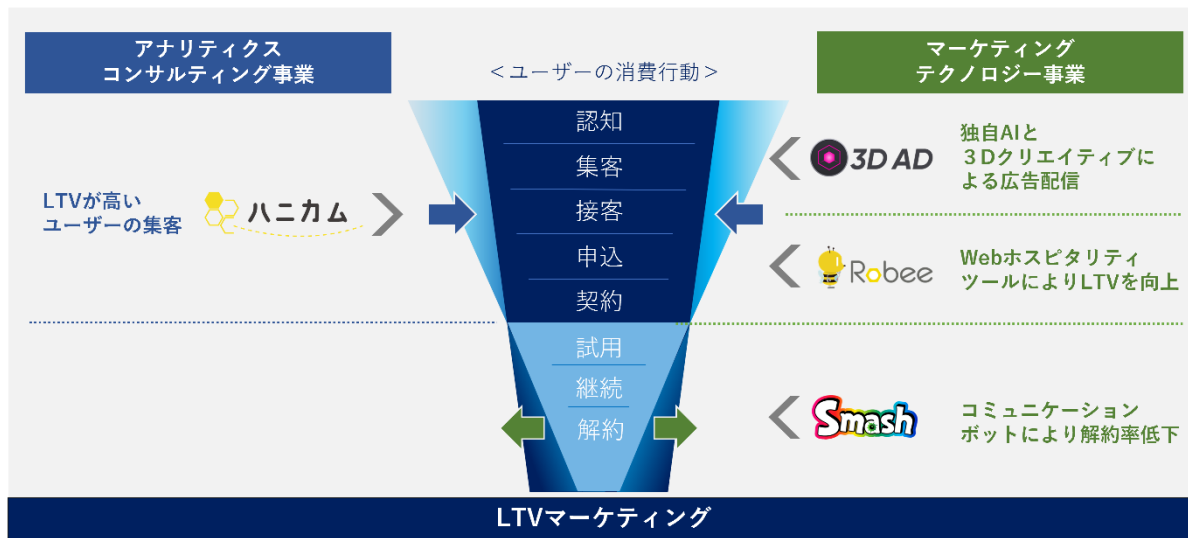 アナリティクス
コンサルティング事業
LTVが高い
ユーザーの集客
ハニカム
＜ユーザーの消費行動＞
認知
集客
接客
申込
契約
試用
継続
解約
マーケティング
テクノロジー事業
3D AD
独自AIと
３Dクリエイティブに
よる広告配信
Robee
Webホスピタリティ
ツールによりLTVを向上
Smash
コミュニケーション
ボットにより解約率低下
LTVマーケティング